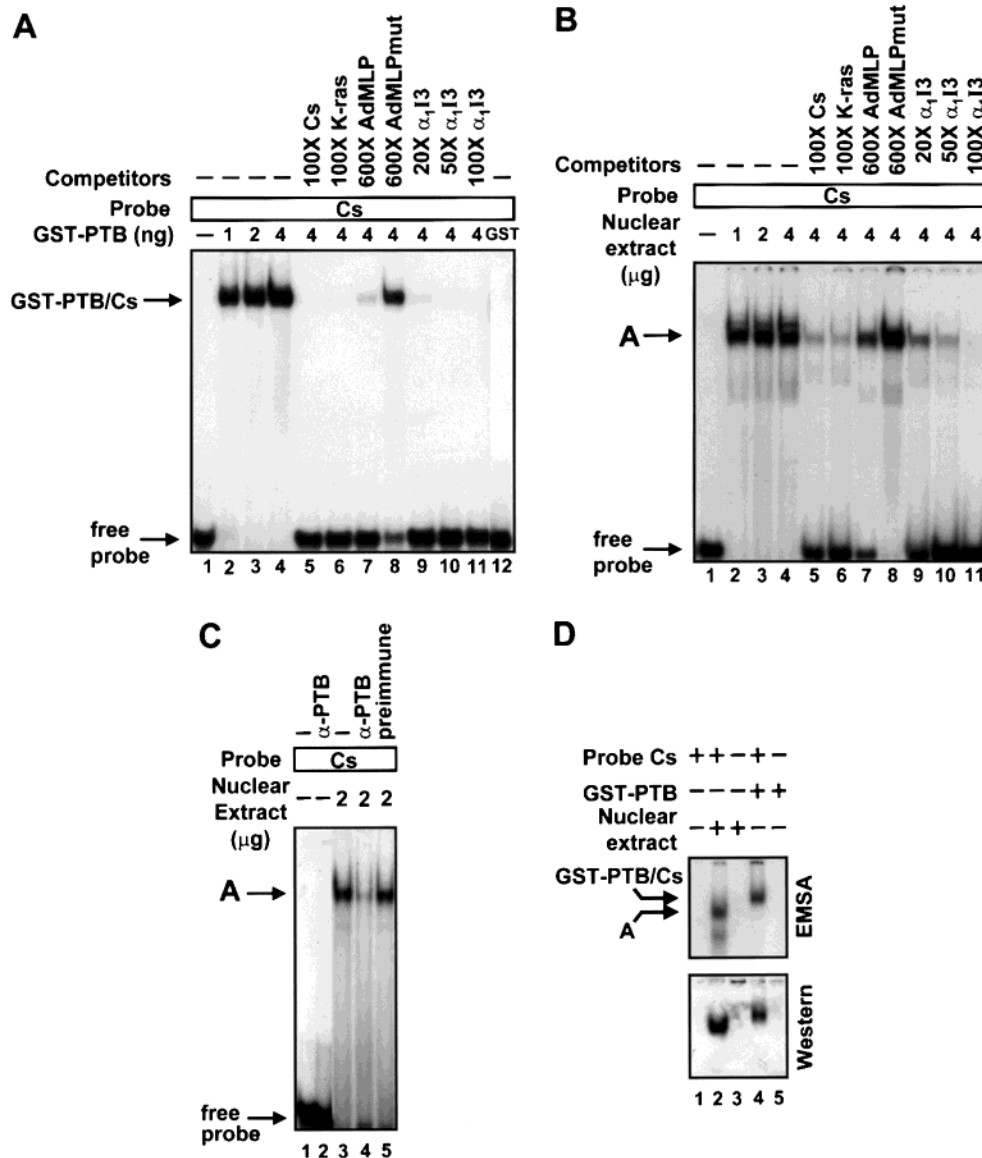 A
Competitors – – – – 100X Cs 100X K-ras 600X AdMLP 600X AdMLPmut 20X α₁I3 50X α₁I3 100X α₁I3 –
Probe Cs
GST-PTB (ng) – 1 2 4 4 4 4 4 4 4 4 GST
GST-PTB/Cs
free
probe
1 2 3 4 5 6 7 8 9 10 11 12
B
Competitors – – – – 100X Cs 100X K-ras 600X AdMLP 600X AdMLPmut 20X α₁I3 50X α₁I3 100X α₁I3
Probe Cs
Nuclear
extract
(μg)
– 1 2 4 4 4 4 4 4 4 4
A
free
probe
1 2 3 4 5 6 7 8 9 10 11
C
– α-PTB – α-PTB preimmune
Probe Cs
Nuclear
Extract – – 2 2 2
(μg)
A
free
probe
1 2 3 4 5
D
Probe Cs + + – + –
GST-PTB – – – + +
Nuclear
extract – + + – –
GST-PTB/Cs
A
EMSA
Western
1 2 3 4 5